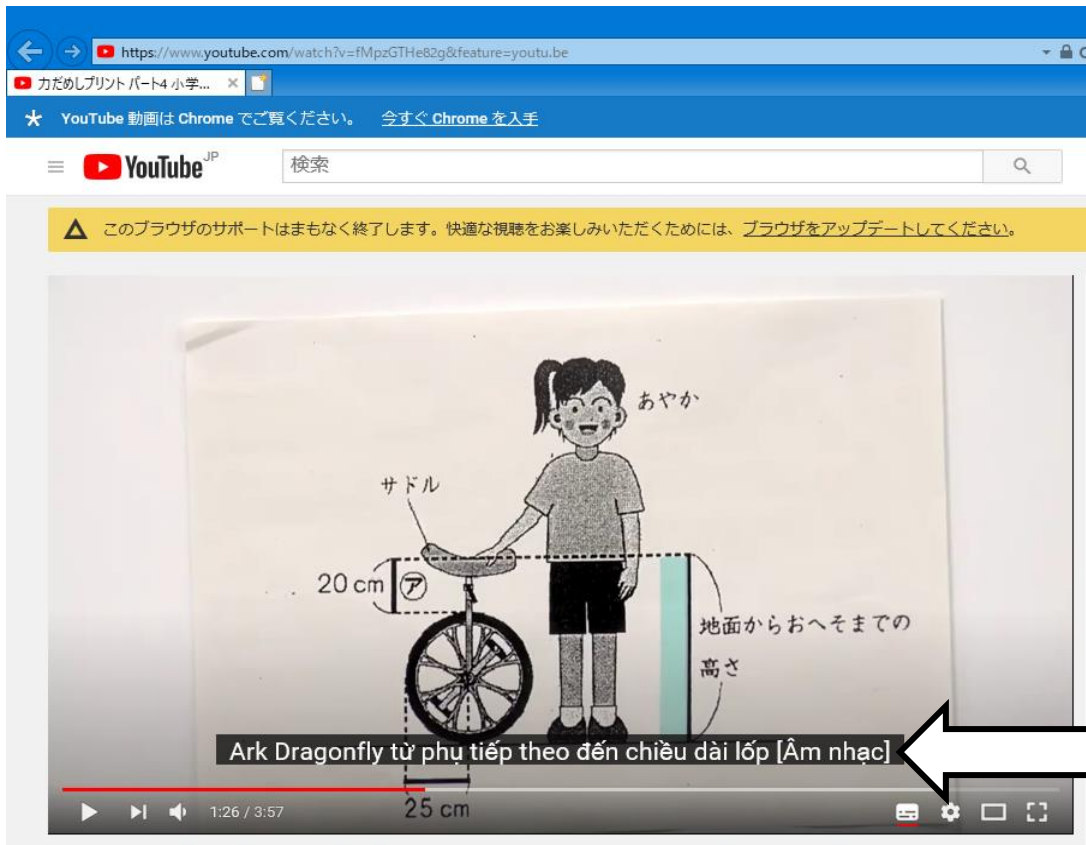 https://www.youtube.com/watch?v=fMpzGTHe82g&feature=youtu.be
力だめしプリント パート4 小学...
YouTube 動画は Chrome でご覧ください。 今すぐ Chrome を入手
YouTube JP
検索
このブラウザのサポートはまもなく終了します。快適な視聴をお楽しみいただくためには、ブラウザをアップデートしてください。
あやか
サドル
20 cm ㋐
地面からおへそまでの
高さ
Ark Dragonfly từ phụ tiếp theo đến chiều dài lốp [Âm nhạc]
25 cm
1:26 / 3:57